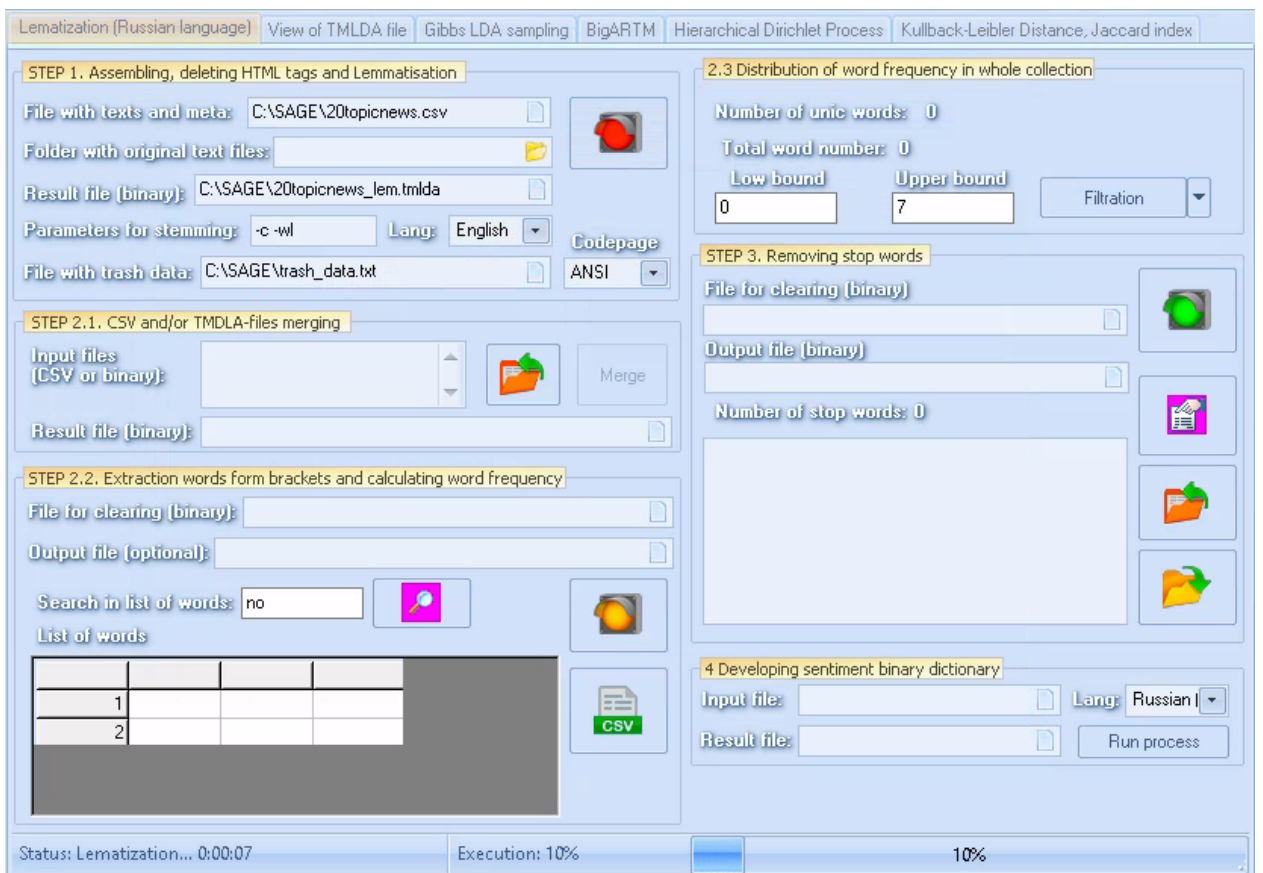 Lematization (Russian language) View of TMLDA file Gibbs LDA sampling BigARTM Hierarchical Dirichlet Process Kullback-Leibler Distance, Jaccard index
STEP 1. Assembling, deleting HTML tags and Lemmatisation
File with texts and meta: C:\SAGE\20topicnews.csv
Folder with original text files:
Result file (binary): C:\SAGE\20topicnews_lem.tmlda
Parameters for stemming: -c -wl Lang: English
Codepage
File with trash data: C:\SAGE\trash_data.txt ANSI
STEP 2.1. CSV and/or TMDLA-files merging
Input files
(CSV or binary):
Merge
Result file (binary):
STEP 2.2. Extraction words form brackets and calculating word frequency
File for clearing (binary):
Output file (optional):
Search in list of words: no
List of words
1
2
CSV
2.3 Distribution of word frequency in whole collection
Number of unic words: 0
Total word number: 0
Low bound Upper bound
0 7 Filtration
STEP 3. Removing stop words
File for clearing (binary)
Output file (binary)
Number of stop words: 0
4 Developing sentiment binary dictionary
Input file: Lang: Russian (
Result file: Run process
Status: Lematization... 0:00:07 Execution: 10% 10%